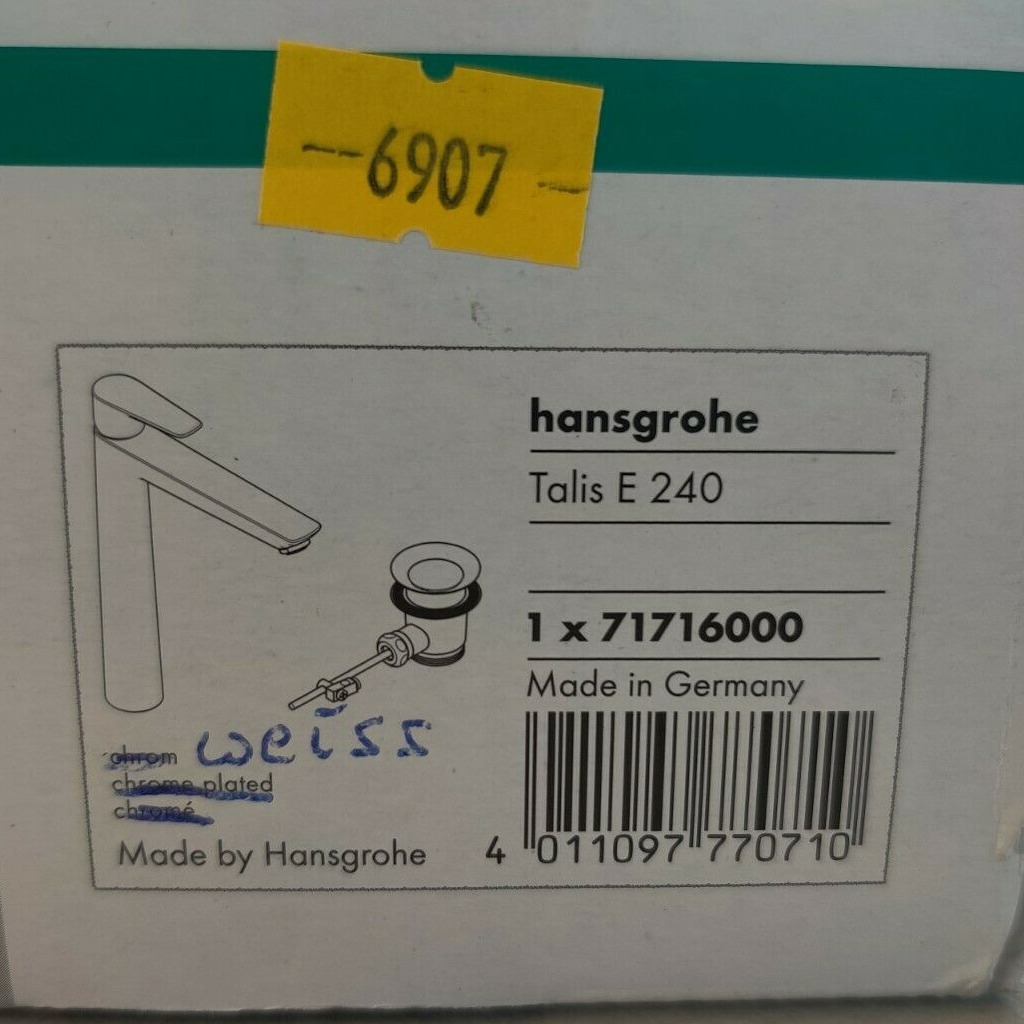 --6907-
hansgrohe
Talis E 240
1 x 71716000
Made in Germany
chrom weiss
chrome plated
chromé
Made by Hansgrohe
4 011097 770710